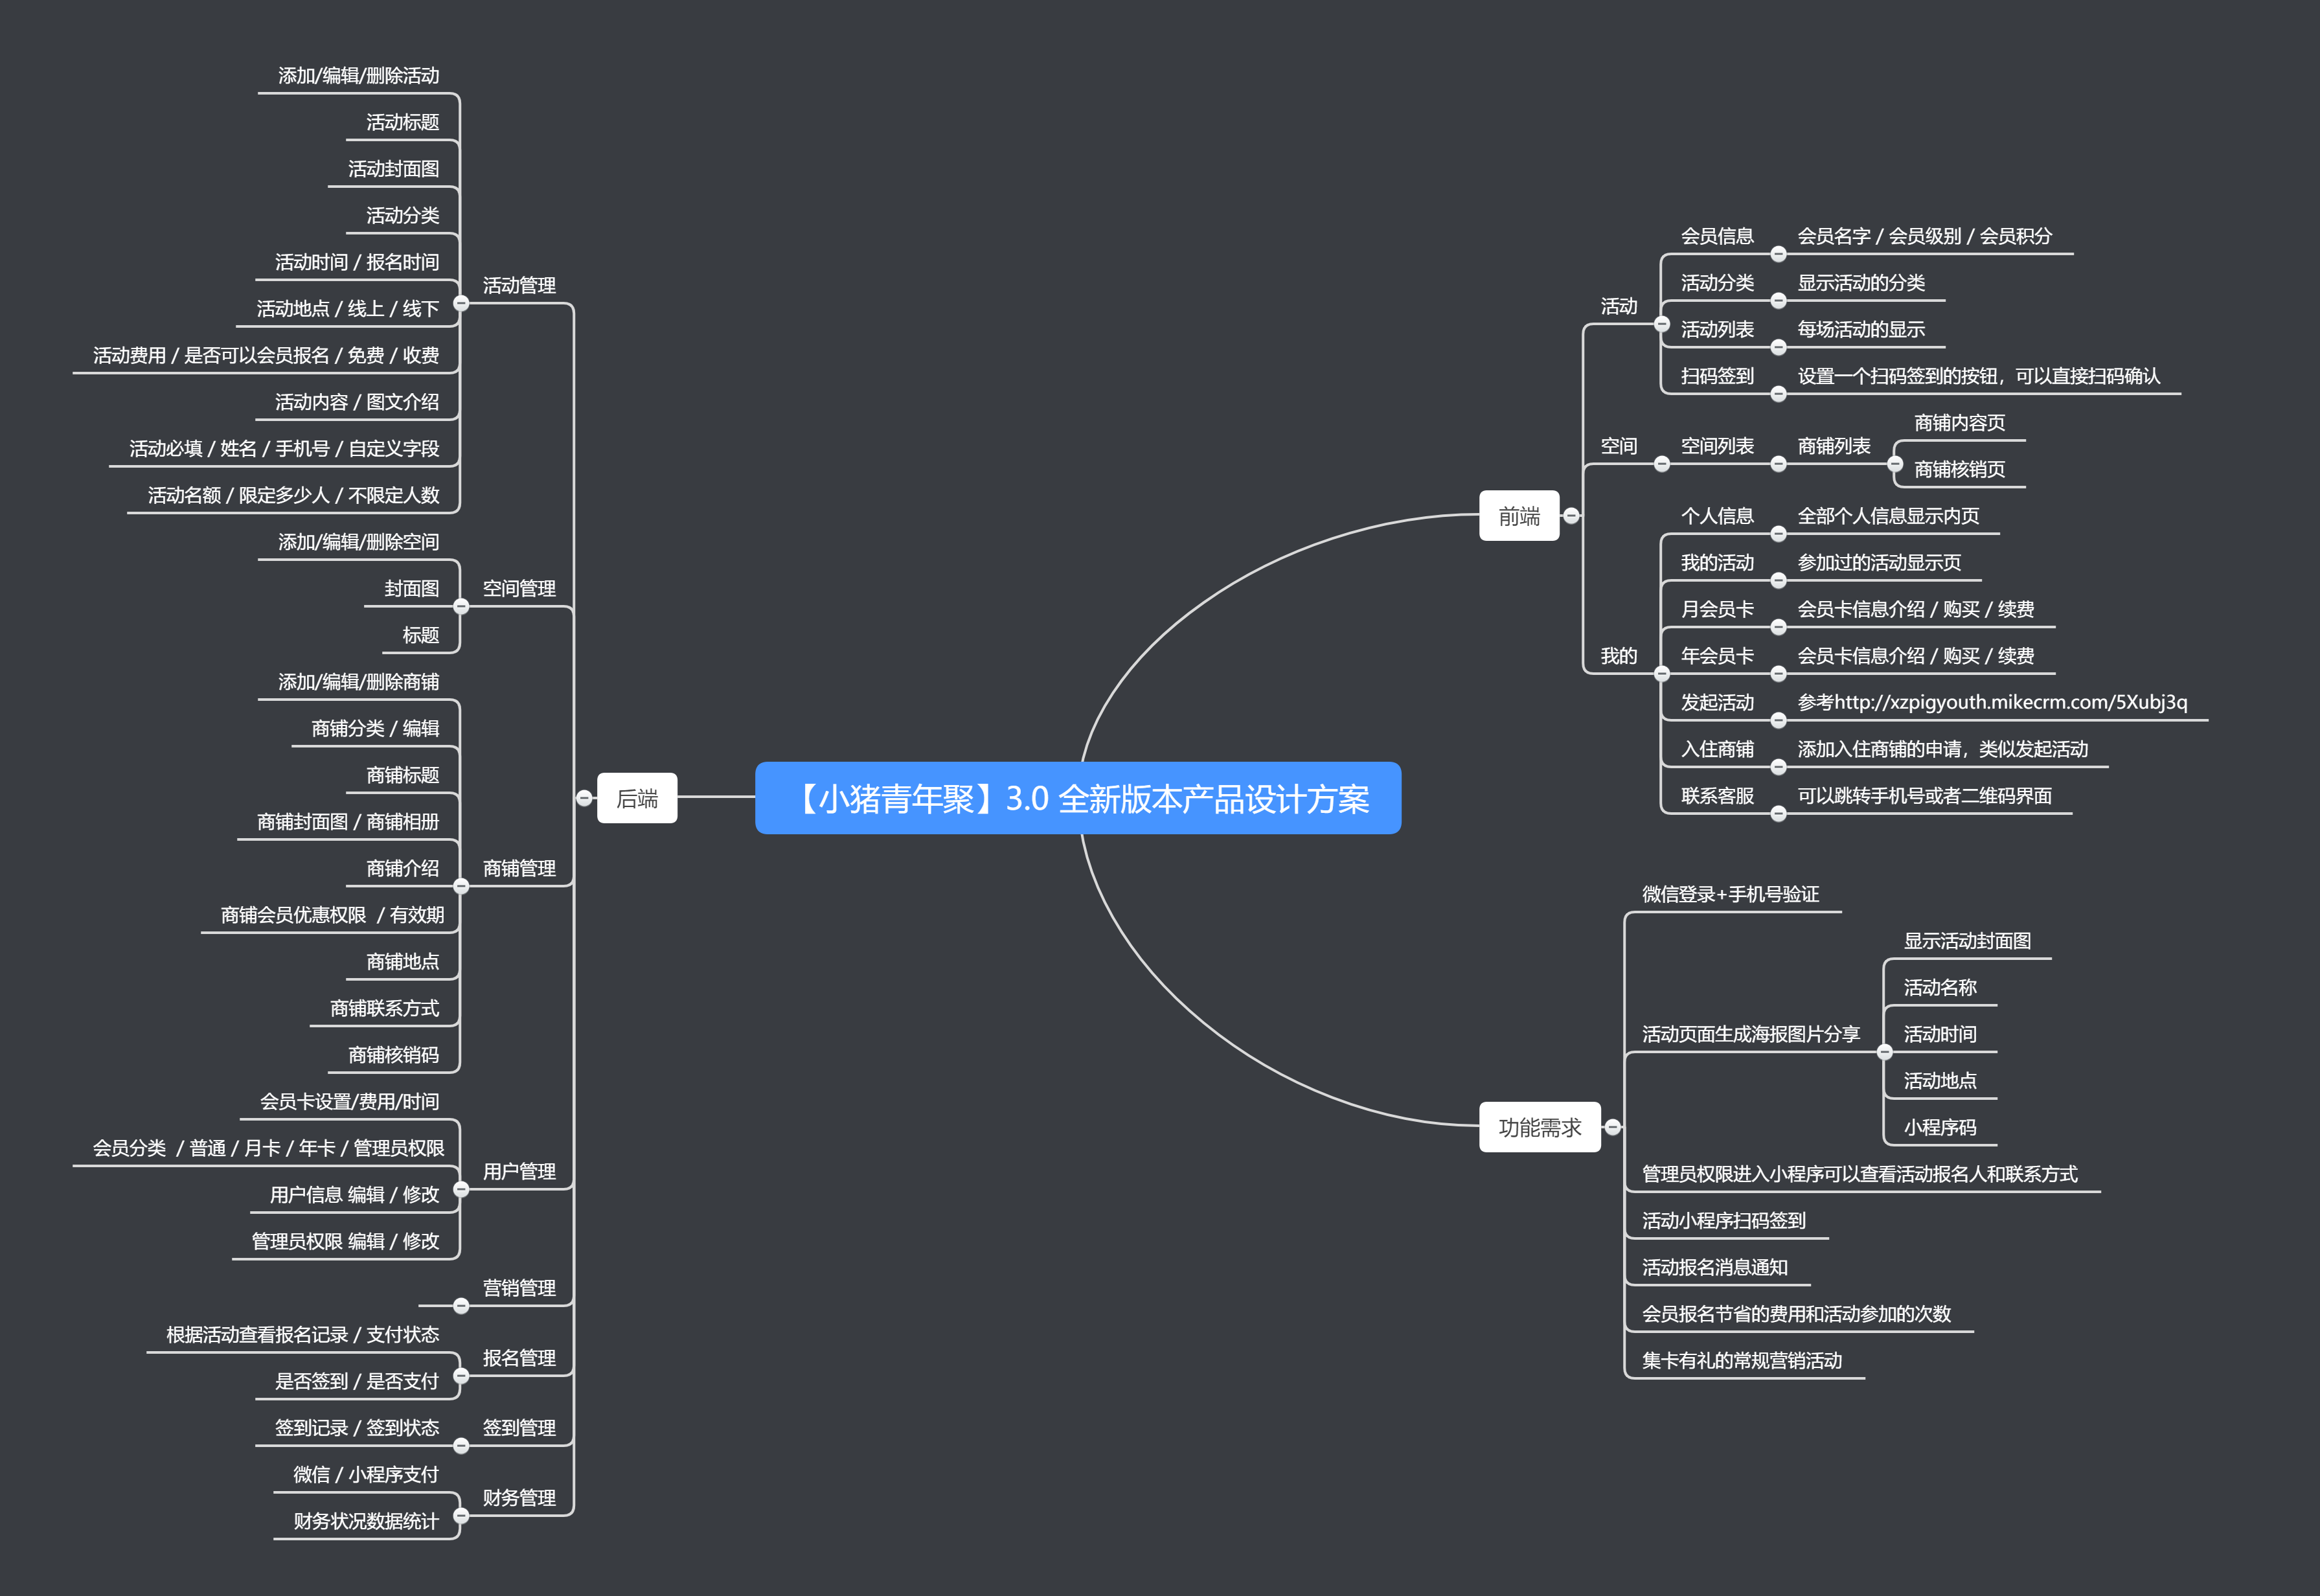 【小猪青年聚】3.0 全新版本产品设计方案
前端
活动
会员信息
会员名字 / 会员级别 / 会员积分
活动分类
显示活动的分类
活动列表
每场活动的显示
扫码签到
设置一个扫码签到的按钮，可以直接扫码确认
空间
空间列表
商铺列表
商铺内容页
商铺核销页
我的
个人信息
全部个人信息显示内页
我的活动
参加过的活动显示页
月会员卡
会员卡信息介绍 / 购买 / 续费
年会员卡
会员卡信息介绍 / 购买 / 续费
发起活动
参考http://xzpigyouth.mikecrm.com/5Xubj3q
入住商铺
添加入住商铺的申请，类似发起活动
联系客服
可以跳转手机号或者二维码界面
功能需求
微信登录+手机号验证
活动页面生成海报图片分享
显示活动封面图
活动名称
活动时间
活动地点
小程序码
管理员权限进入小程序可以查看活动报名人和联系方式
活动小程序扫码签到
活动报名消息通知
会员报名节省的费用和活动参加的次数
集卡有礼的常规营销活动
后端
活动管理
添加/编辑/删除活动
活动标题
活动封面图
活动分类
活动时间 / 报名时间
活动地点 / 线上 / 线下
活动费用 / 是否可以会员报名 / 免费 / 收费
活动内容 / 图文介绍
活动必填 / 姓名 / 手机号 / 自定义字段
活动名额 / 限定多少人 / 不限定人数
空间管理
添加/编辑/删除空间
封面图
标题
商铺管理
添加/编辑/删除商铺
商铺分类 / 编辑
商铺标题
商铺封面图 / 商铺相册
商铺介绍
商铺会员优惠权限 / 有效期
商铺地点
商铺联系方式
商铺核销码
用户管理
会员卡设置/费用/时间
会员分类 / 普通 / 月卡 / 年卡 / 管理员权限
用户信息 编辑 / 修改
管理员权限 编辑 / 修改
营销管理
报名管理
根据活动查看报名记录 / 支付状态
是否签到 / 是否支付
签到管理
签到记录 / 签到状态
财务管理
微信 / 小程序支付
财务状况数据统计